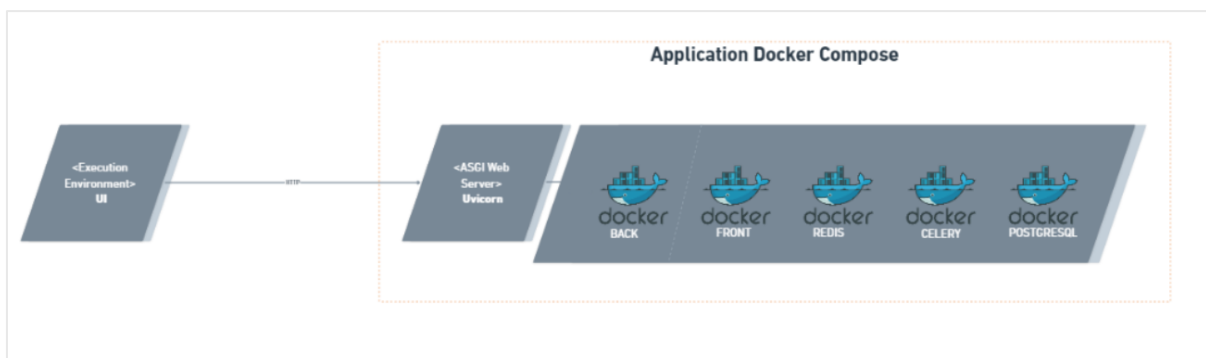 Application Docker Compose
<Execution
Environment>
UI
HTTP
<ASGI Web
Server>
Uvicorn
docker
BACK
docker
FRONT
docker
REDIS
docker
CELERY
docker
POSTGRESQL